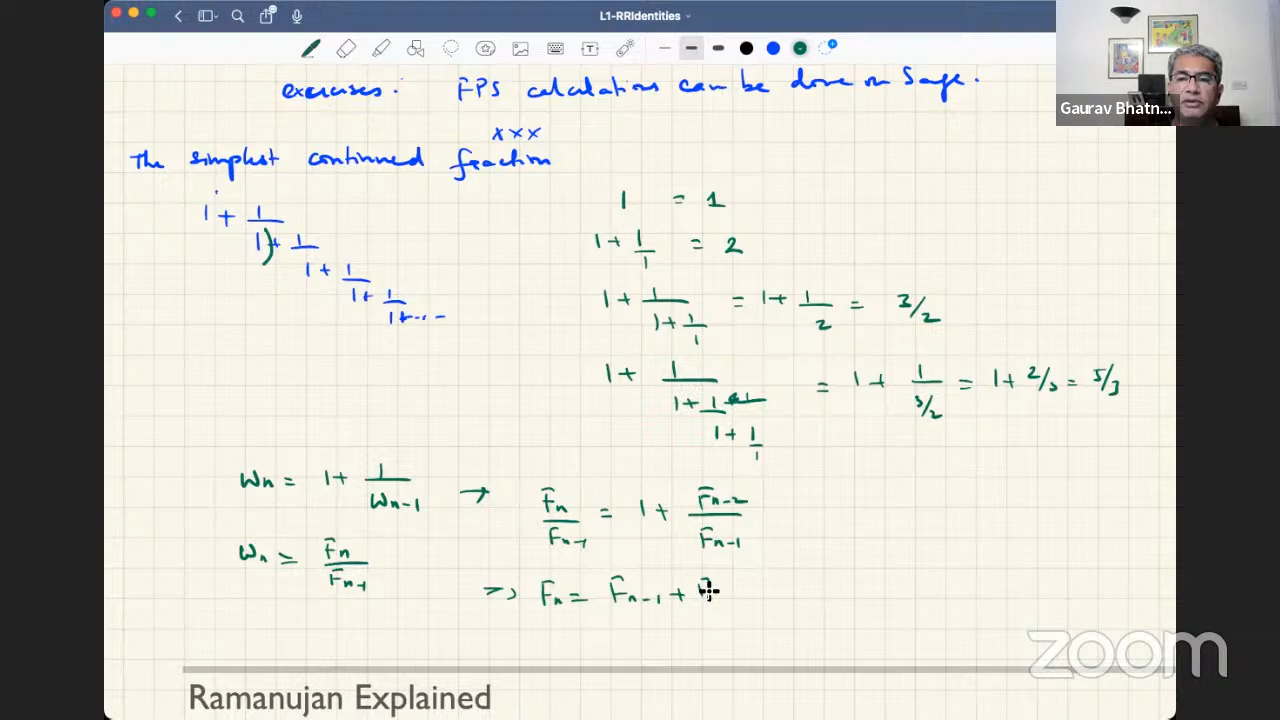 L1-RRIdentities
Gaurav Bhatn...
exercises: FPS calculations can be done on Sage.
x x x
The simplest continued fraction
1 + 1/1) + 1/1 + 1/1 + 1/1 + ...
1 = 1
1 + 1/1 = 2
1 + 1/1 + 1/1 = 1 + 1/2 = 3/2
1 + 1/1 + 1/1 + 1/1 = 1 + 1/3/2 = 1 + 2/3 = 5/3
Wn = 1 + 1/Wn-1 → Fn/Fn-1 = 1 + Fn-2/Fn-1
Wn = Fn/Fn-1
=> Fn = Fn-1 +
zoom
Ramanujan Explained